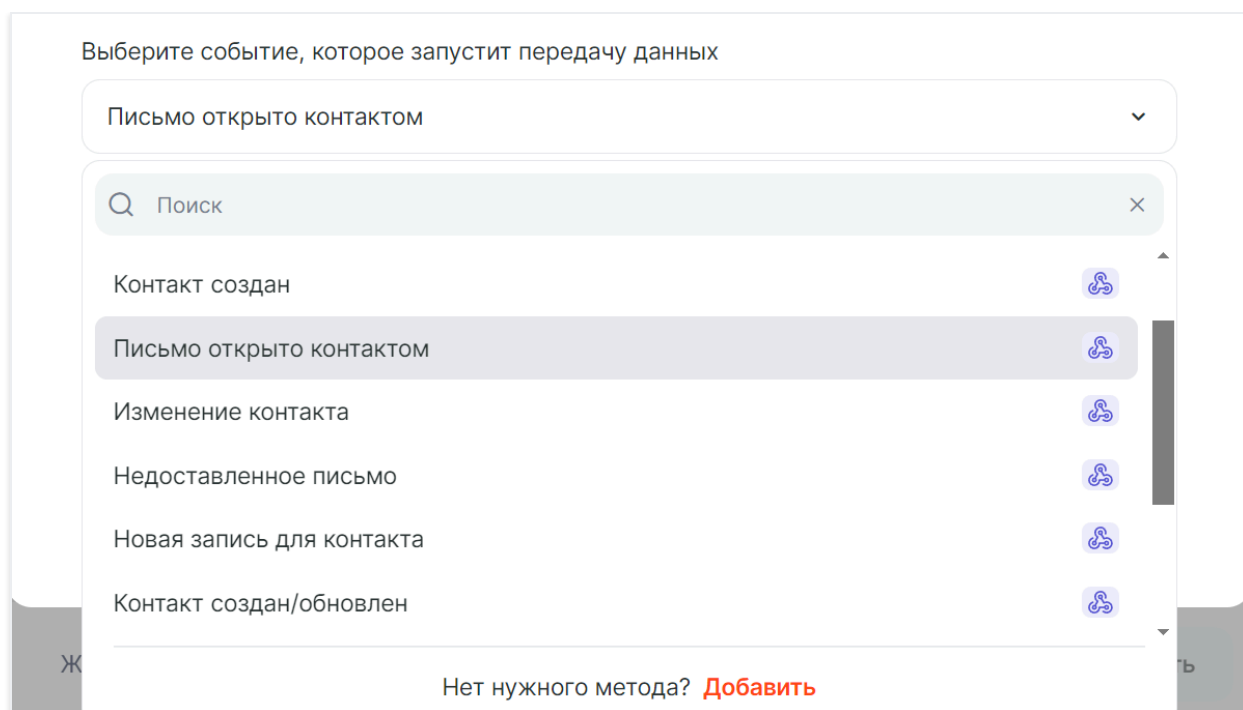 Выберите событие, которое запустит передачу данных
Письмо открыто контактом
Поиск
Контакт создан
Письмо открыто контактом
Изменение контакта
Недоставленное письмо
Новая запись для контакта
Контакт создан/обновлен
Нет нужного метода? Добавить